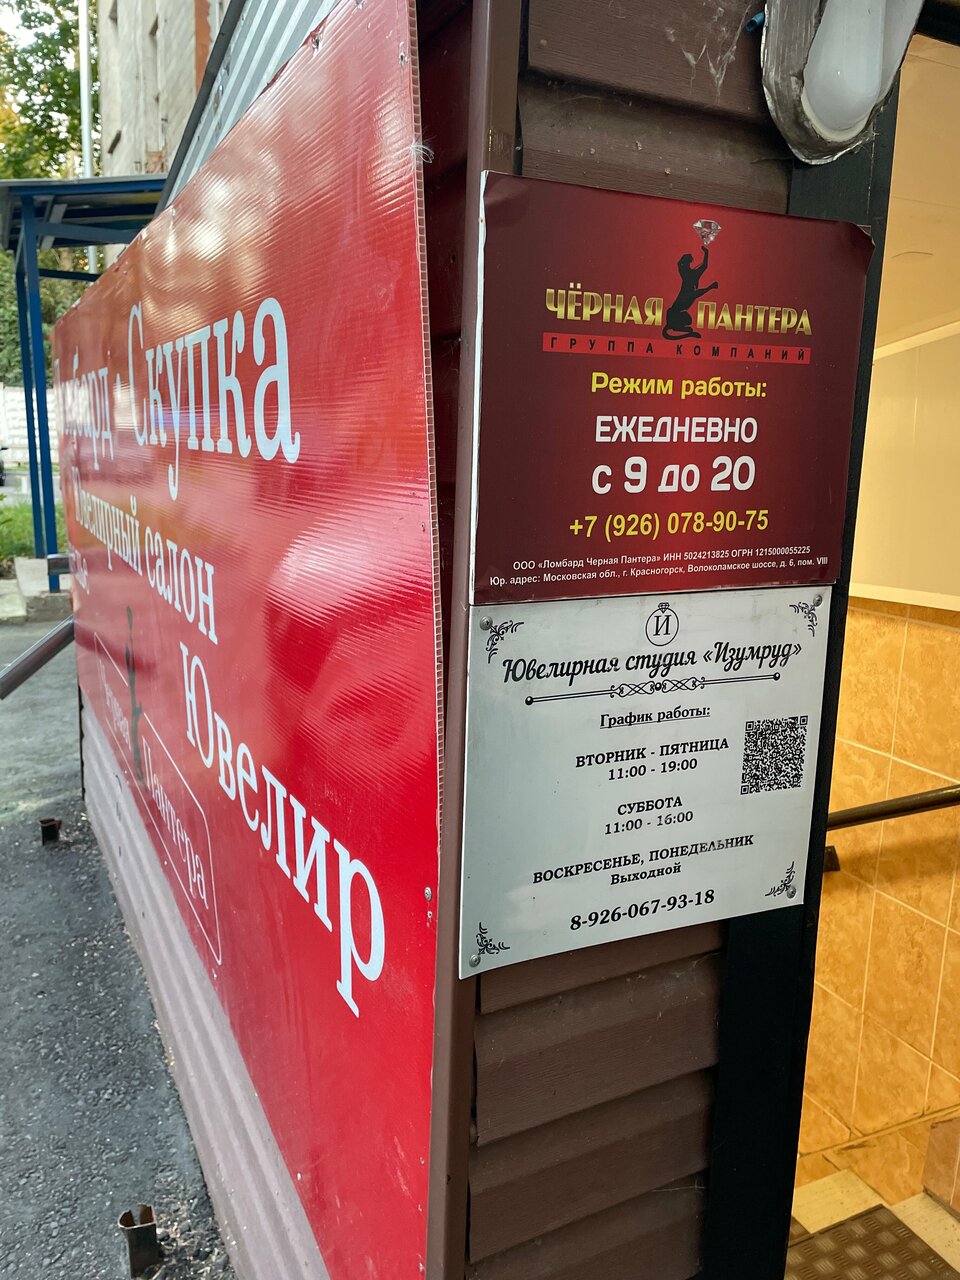 Скупка
Ювелирный салон
Ювелир
Пантера
ЧЁРНАЯ ПАНТЕРА
ГРУППА КОМПАНИЙ
Режим работы:
ЕЖЕДНЕВНО
с 9 до 20
+7 (926) 078-90-75
ООО «Ломбард Черная Пантера» ИНН 5024213825 ОГРН 1215000055225
Юр. адрес: Московская обл., г. Красногорск, Волоколамское шоссе, д. 6, пом. VIII
И
Ювелирная студия «Изумруд»
График работы:
ВТОРНИК - ПЯТНИЦА
11:00 - 19:00
СУББОТА
11:00 - 16:00
ВОСКРЕСЕНЬЕ, ПОНЕДЕЛЬНИК
Выходной
8-926-067-93-18